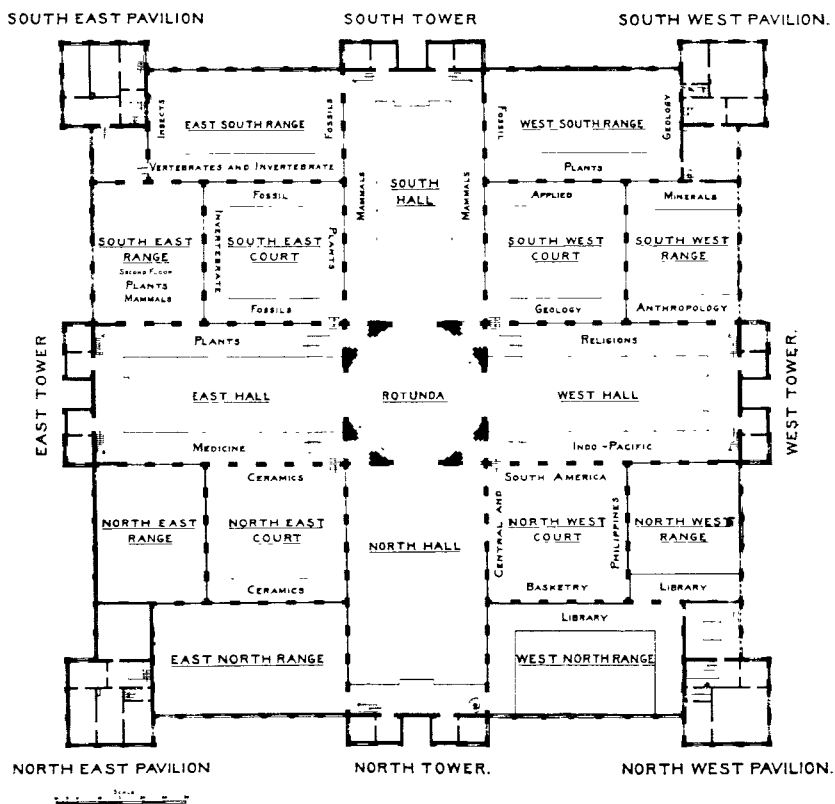 SOUTH EAST PAVILION
SOUTH TOWER
SOUTH WEST PAVILION.
INSECTS
EAST SOUTH RANGE
FOSSILS
VERTEBRATES AND INVERTEBRATE
MAMMALS
SOUTH
HALL
MAMMALS
FOSSIL
WEST SOUTH RANGE
GEOLOGY
PLANTS
SOUTH EAST
RANGE
SECOND FLOOR
PLANTS
MAMMALS
INVERTEBRATE
FOSSIL
SOUTH EAST
COURT
PLANTS
FOSSILS
APPLIED
SOUTH WEST
COURT
GEOLOGY
MINERALS
SOUTH WEST
RANGE
ANTHROPOLOGY
EAST TOWER
PLANTS
EAST HALL
MEDICINE
ROTUNDA
RELIGIONS
WEST HALL
INDO-PACIFIC
WEST TOWER.
NORTH EAST
RANGE
CERAMICS
NORTH EAST
COURT
CERAMICS
NORTH HALL
CENTRAL AND
SOUTH AMERICA
NORTH WEST
COURT
PHILIPPINES
BASKETRY
NORTH WEST
RANGE
LIBRARY
EAST NORTH RANGE
LIBRARY
WEST NORTH RANGE
NORTH EAST PAVILION
NORTH TOWER.
NORTH WEST PAVILION.
SCALE